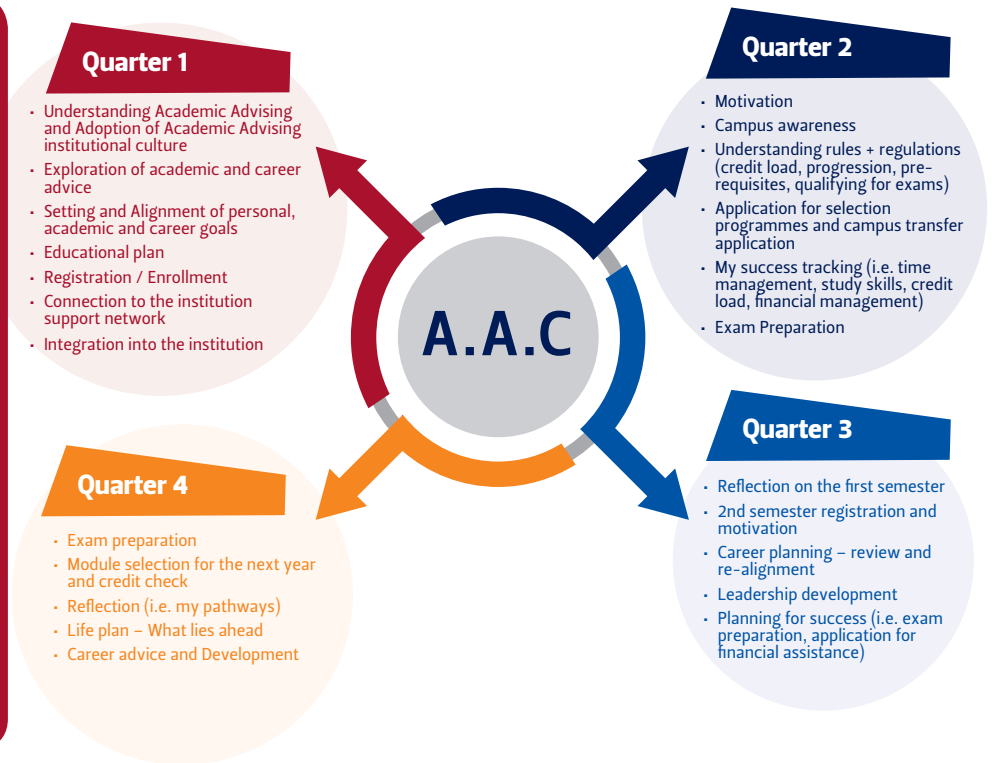 Quarter 1
· Understanding Academic Advising
and Adoption of Academic Advising
institutional culture
· Exploration of academic and career
advice
· Setting and Alignment of personal,
academic and career goals
· Educational plan
· Registration / Enrollment
· Connection to the institution
support network
· Integration into the institution
Quarter 2
· Motivation
· Campus awareness
· Understanding rules + regulations
(credit load, progression, pre-
requisites, qualifying for exams)
· Application for selection
programmes and campus transfer
application
· My success tracking (i.e. time
management, study skills, credit
load, financial management)
· Exam Preparation
A.A.C
Quarter 3
· Reflection on the first semester
· 2nd semester registration and
motivation
· Career planning – review and
re-alignment
· Leadership development
· Planning for success (i.e. exam
preparation, application for
financial assistance)
Quarter 4
· Exam preparation
· Module selection for the next year
and credit check
· Reflection (i.e. my pathways)
· Life plan – What lies ahead
· Career advice and Development